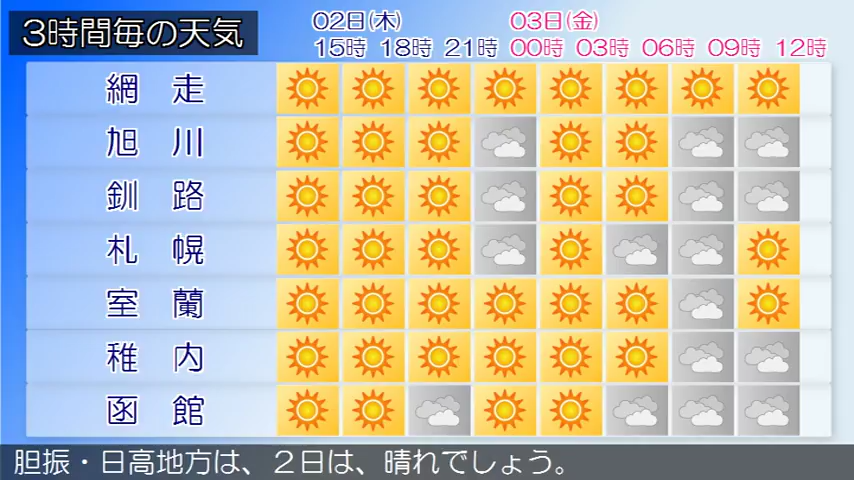 3時間毎の天気
02日(木) 03日(金)
15時 18時 21時 00時 03時 06時 09時 12時
網走
旭川
釧路
札幌
室蘭
稚内
函館
胆振・日高地方は、２日は、晴れでしょう。